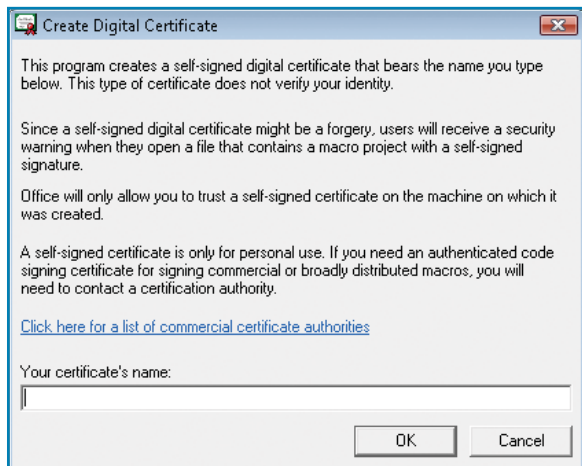 Create Digital Certificate
This program creates a self-signed digital certificate that bears the name you type
below. This type of certificate does not verify your identity.
Since a self-signed digital certificate might be a forgery, users will receive a security
warning when they open a file that contains a macro project with a self-signed
signature.
Office will only allow you to trust a self-signed certificate on the machine on which it
was created.
A self-signed certificate is only for personal use. If you need an authenticated code
signing certificate for signing commercial or broadly distributed macros, you will
need to contact a certification authority.
Click here for a list of commercial certificate authorities
Your certificate's name:
OK Cancel